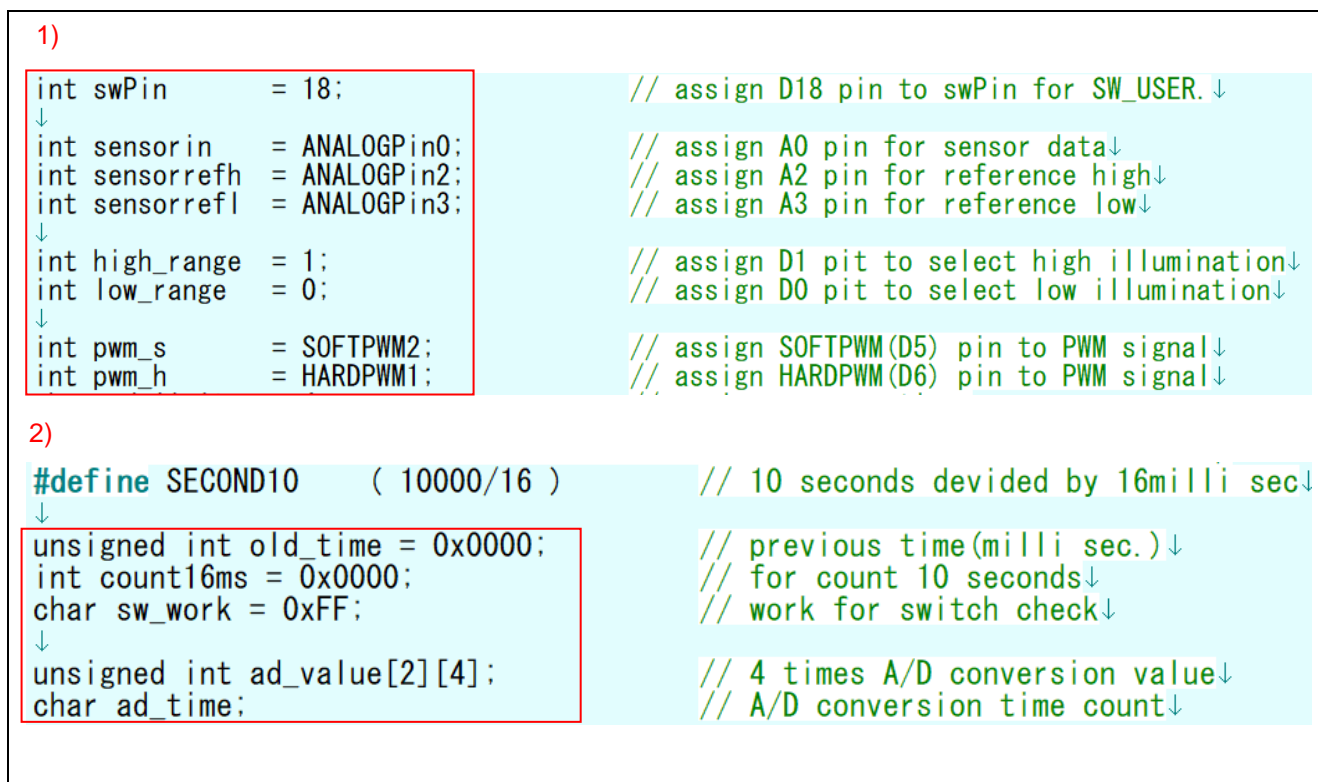 1)
int swPin = 18; // assign D18 pin to swPin for SW_USER.↓
↓
int sensorin = ANALOGPin0; // assign A0 pin for sensor data↓
int sensorrefh = ANALOGPin2; // assign A2 pin for reference high↓
int sensorrefl = ANALOGPin3; // assign A3 pin for reference low↓
↓
int high_range = 1; // assign D1 pit to select high illumination↓
int low_range = 0; // assign D0 pit to select low illumination↓
↓
int pwm_s = SOFTPWM2; // assign SOFTPWM(D5) pin to PWM signal↓
int pwm_h = HARDPWM1; // assign HARDPWM(D6) pin to PWM signal↓
2)
#define SECOND10 ( 10000/16 ) // 10 seconds devided by 16milli sec↓
↓
unsigned int old_time = 0x0000; // previous time(milli sec.)↓
int count16ms = 0x0000; // for count 10 seconds↓
char sw_work = 0xFF; // work for switch check↓
↓
unsigned int ad_value[2][4]; // 4 times A/D conversion value↓
char ad_time; // A/D conversion time count↓